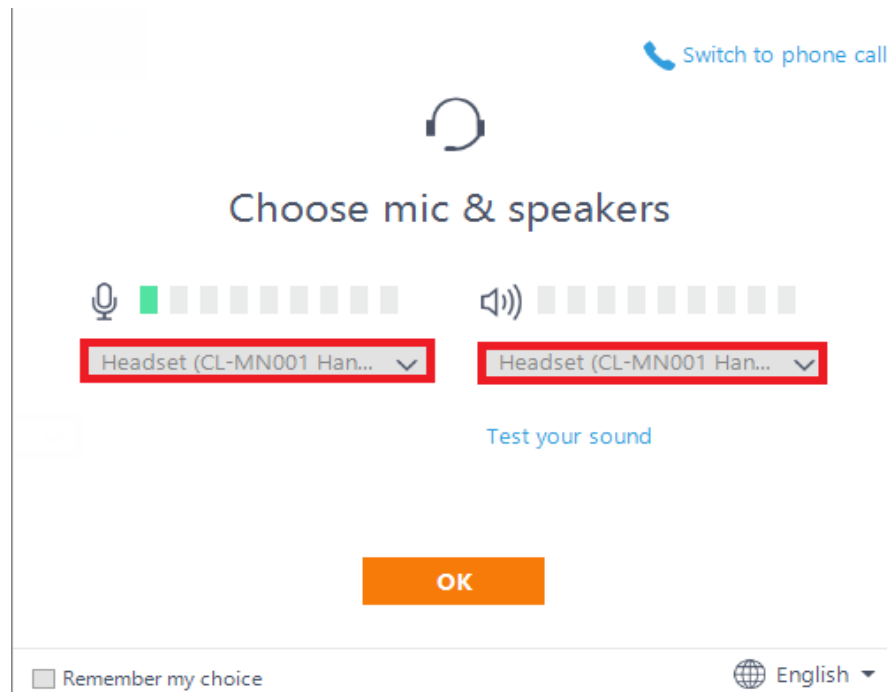 Switch to phone call
Choose mic & speakers
Headset (CL-MN001 Han...
Headset (CL-MN001 Han...
Test your sound
OK
Remember my choice
English